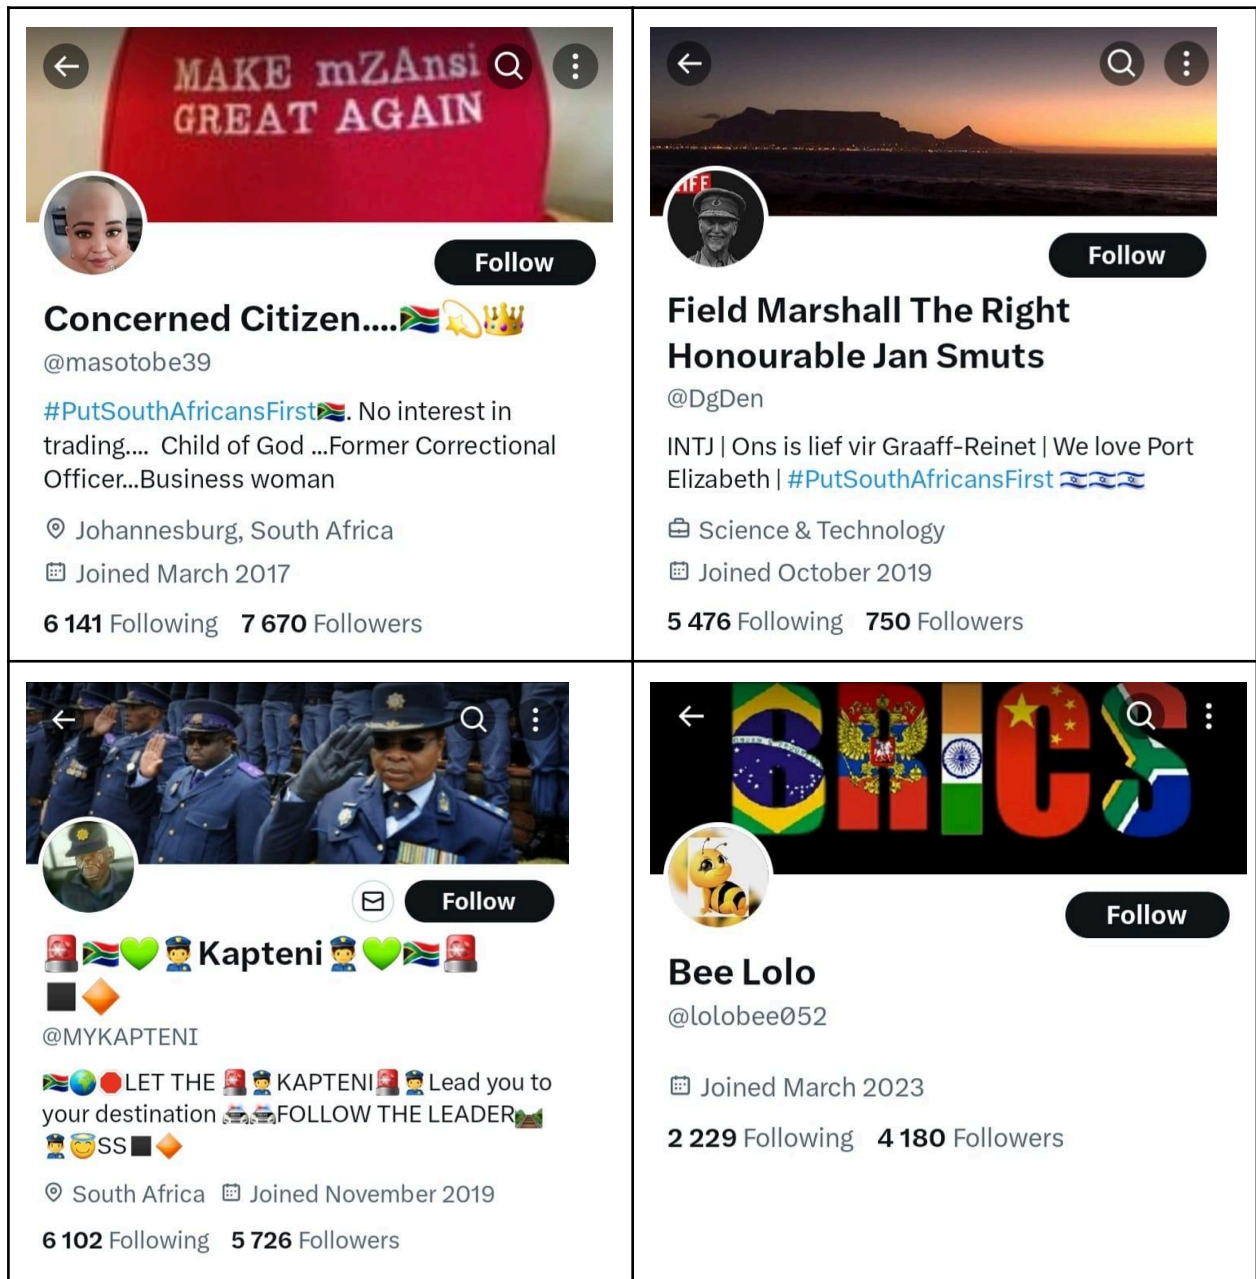 MAKE mZAnsi
GREAT AGAIN
Follow
Concerned Citizen....🇿🇦💫👑
@masotobe39
#PutSouthAfricansFirst🇿🇦. No interest in
trading.... Child of God ...Former Correctional
Officer...Business woman
Johannesburg, South Africa
Joined March 2017
6 141 Following 7 670 Followers
LIFE
Follow
Field Marshall The Right
Honourable Jan Smuts
@DgDen
INTJ | Ons is lief vir Graaff-Reinet | We love Port
Elizabeth | #PutSouthAfricansFirst 🇮🇱🇮🇱🇮🇱
Science & Technology
Joined October 2019
5 476 Following 750 Followers
Follow
🚨🇿🇦💚👮Kapteni👮💚🇿🇦🚨
⬛🔶
@MYKAPTENI
🇿🇦🌍🛑LET THE 🚨👮KAPTENI🚨👮Lead you to
your destination 🚔🚔FOLLOW THE LEADER🛤️
👮😇SS⬛🔶
South Africa Joined November 2019
6 102 Following 5 726 Followers
BRICS
Follow
Bee Lolo
@lolobee052
Joined March 2023
2 229 Following 4 180 Followers